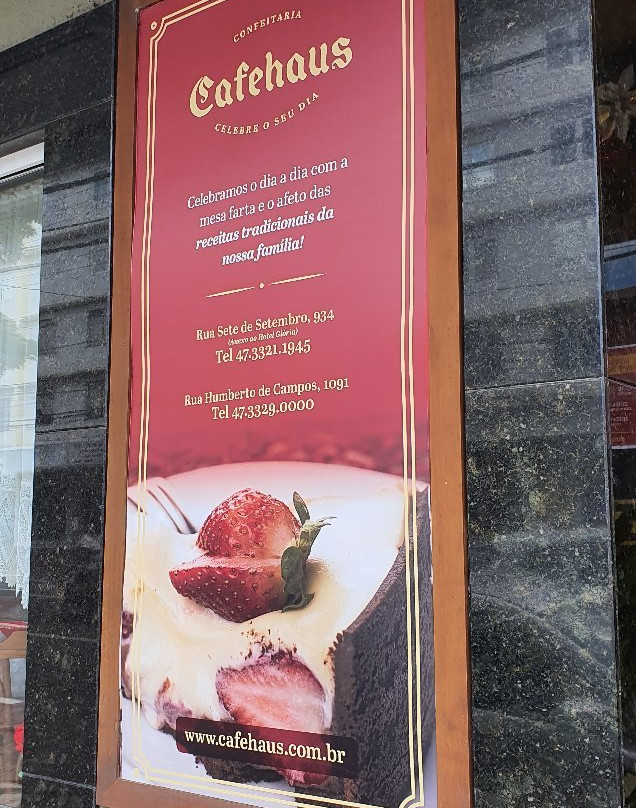 CONFEITARIA
Cafehaus
CELEBRE O SEU DIA
Celebramos o dia a dia com a
mesa farta e o afeto das
receitas tradicionais da
nossa família!
Rua Sete de Setembro, 934
(Anexo ao Hotel Glória)
Tel 47.3321.1945
Rua Humberto de Campos, 1091
Tel 47.3329.0000
www.cafehaus.com.br